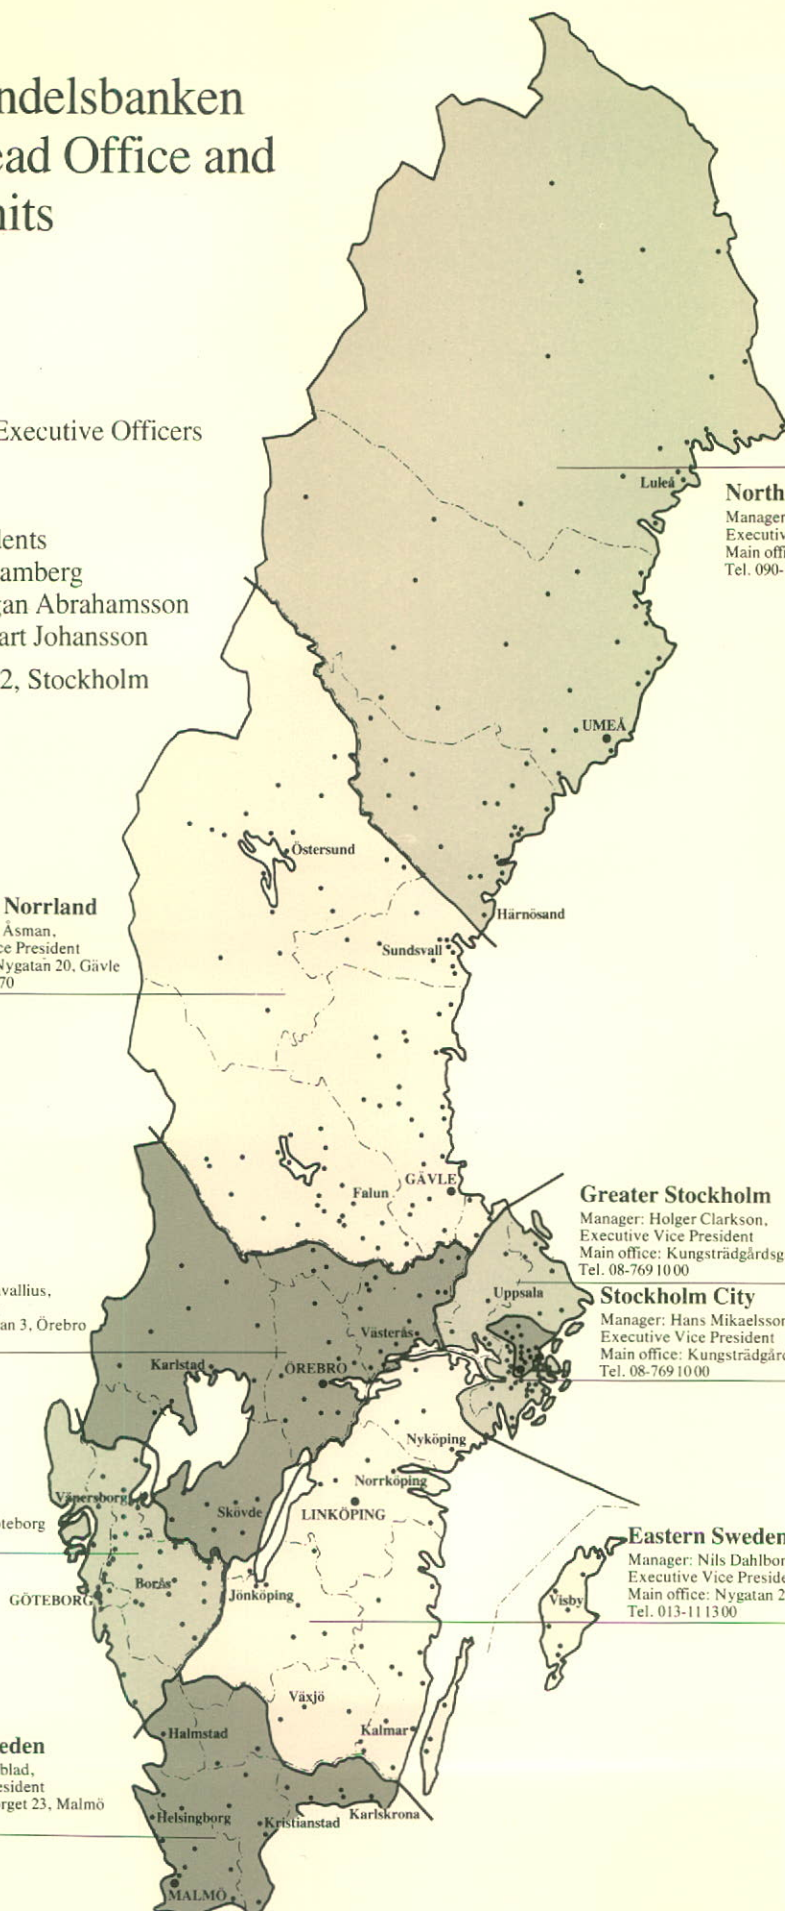 ndelsbanken
ead Office and
nits
Executive Officers
dents
amberg
gan Abrahamsson
art Johansson
2, Stockholm
Luleå
North
Manager
Executiv
Main offi
Tel. 090-
UMEÅ
Östersund
Norrland
Åsman,
ce President
Nygatan 20, Gävle
70
Härnösand
Sundsvall
GÄVLE
Falun
Greater Stockholm
Manager: Holger Clarkson,
Executive Vice President
Main office: Kungsträdgårdsg
Tel. 08-769 10 00
Uppsala
Stockholm City
Manager: Hans Mikaelsson
Executive Vice President
Main office: Kungsträdgård
Tel. 08-769 10 00
vallius,
an 3, Örebro
Västerås
Karlstad
ÖREBRO
Nyköping
Norrköping
Vänersborg
Skövde
LINKÖPING
öteborg
Eastern Sweden
Manager: Nils Dahlbor
Executive Vice Preside
Main office: Nygatan 2
Tel. 013-11 13 00
Borås
GÖTEBORG
Jönköping
Visby
Växjö
Halmstad
Kalmar
eden
blad,
esident
rget 23, Malmö
Helsingborg
Kristianstad
Karlskrona
MALMÖ